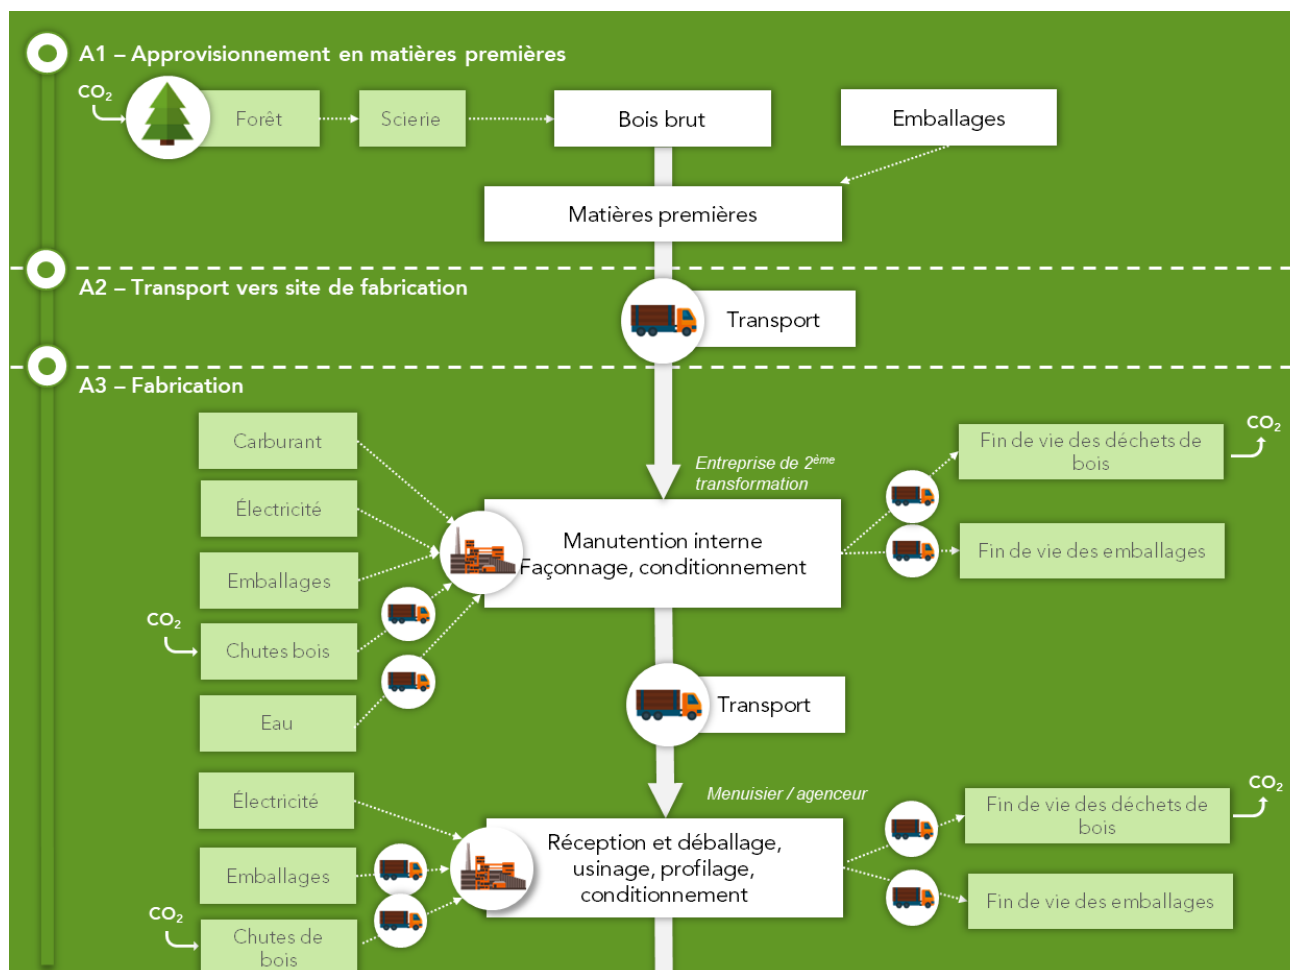 A1 – Approvisionnement en matières premières
CO₂
Forêt
Scierie
Bois brut
Emballages
Matières premières
A2 – Transport vers site de fabrication
Transport
A3 – Fabrication
Carburant
Électricité
Emballages
CO₂
Chutes bois
Eau
Entreprise de 2ème
transformation
Manutention interne
Façonnage, conditionnement
Fin de vie des déchets de
bois
CO₂
Fin de vie des emballages
Transport
Électricité
Emballages
CO₂
Chutes de
bois
Menuisier / agenceur
Réception et déballage,
usinage, profilage,
conditionnement
Fin de vie des déchets de
bois
CO₂
Fin de vie des emballages